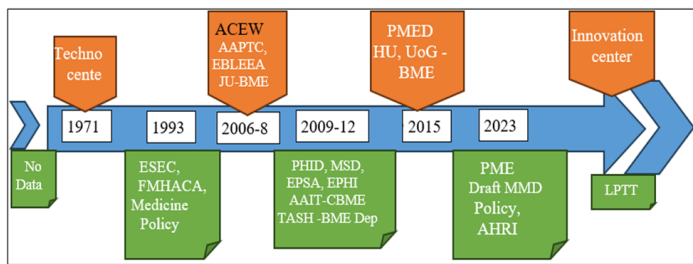 Techno
cente
ACEW
AAPTC,
EBLEEA
JU-BME
PMED
HU, UoG -
BME
Innovation
center
1971
1993
2006-8
2009-12
2015
2023
No
Data
ESEC,
FMHACA,
Medicine
Policy
PHID, MSD,
EPSA, EPHI
AAIT-CBME
TASH -BME Dep
PME
Draft MMD
Policy,
AHRI
LPTT